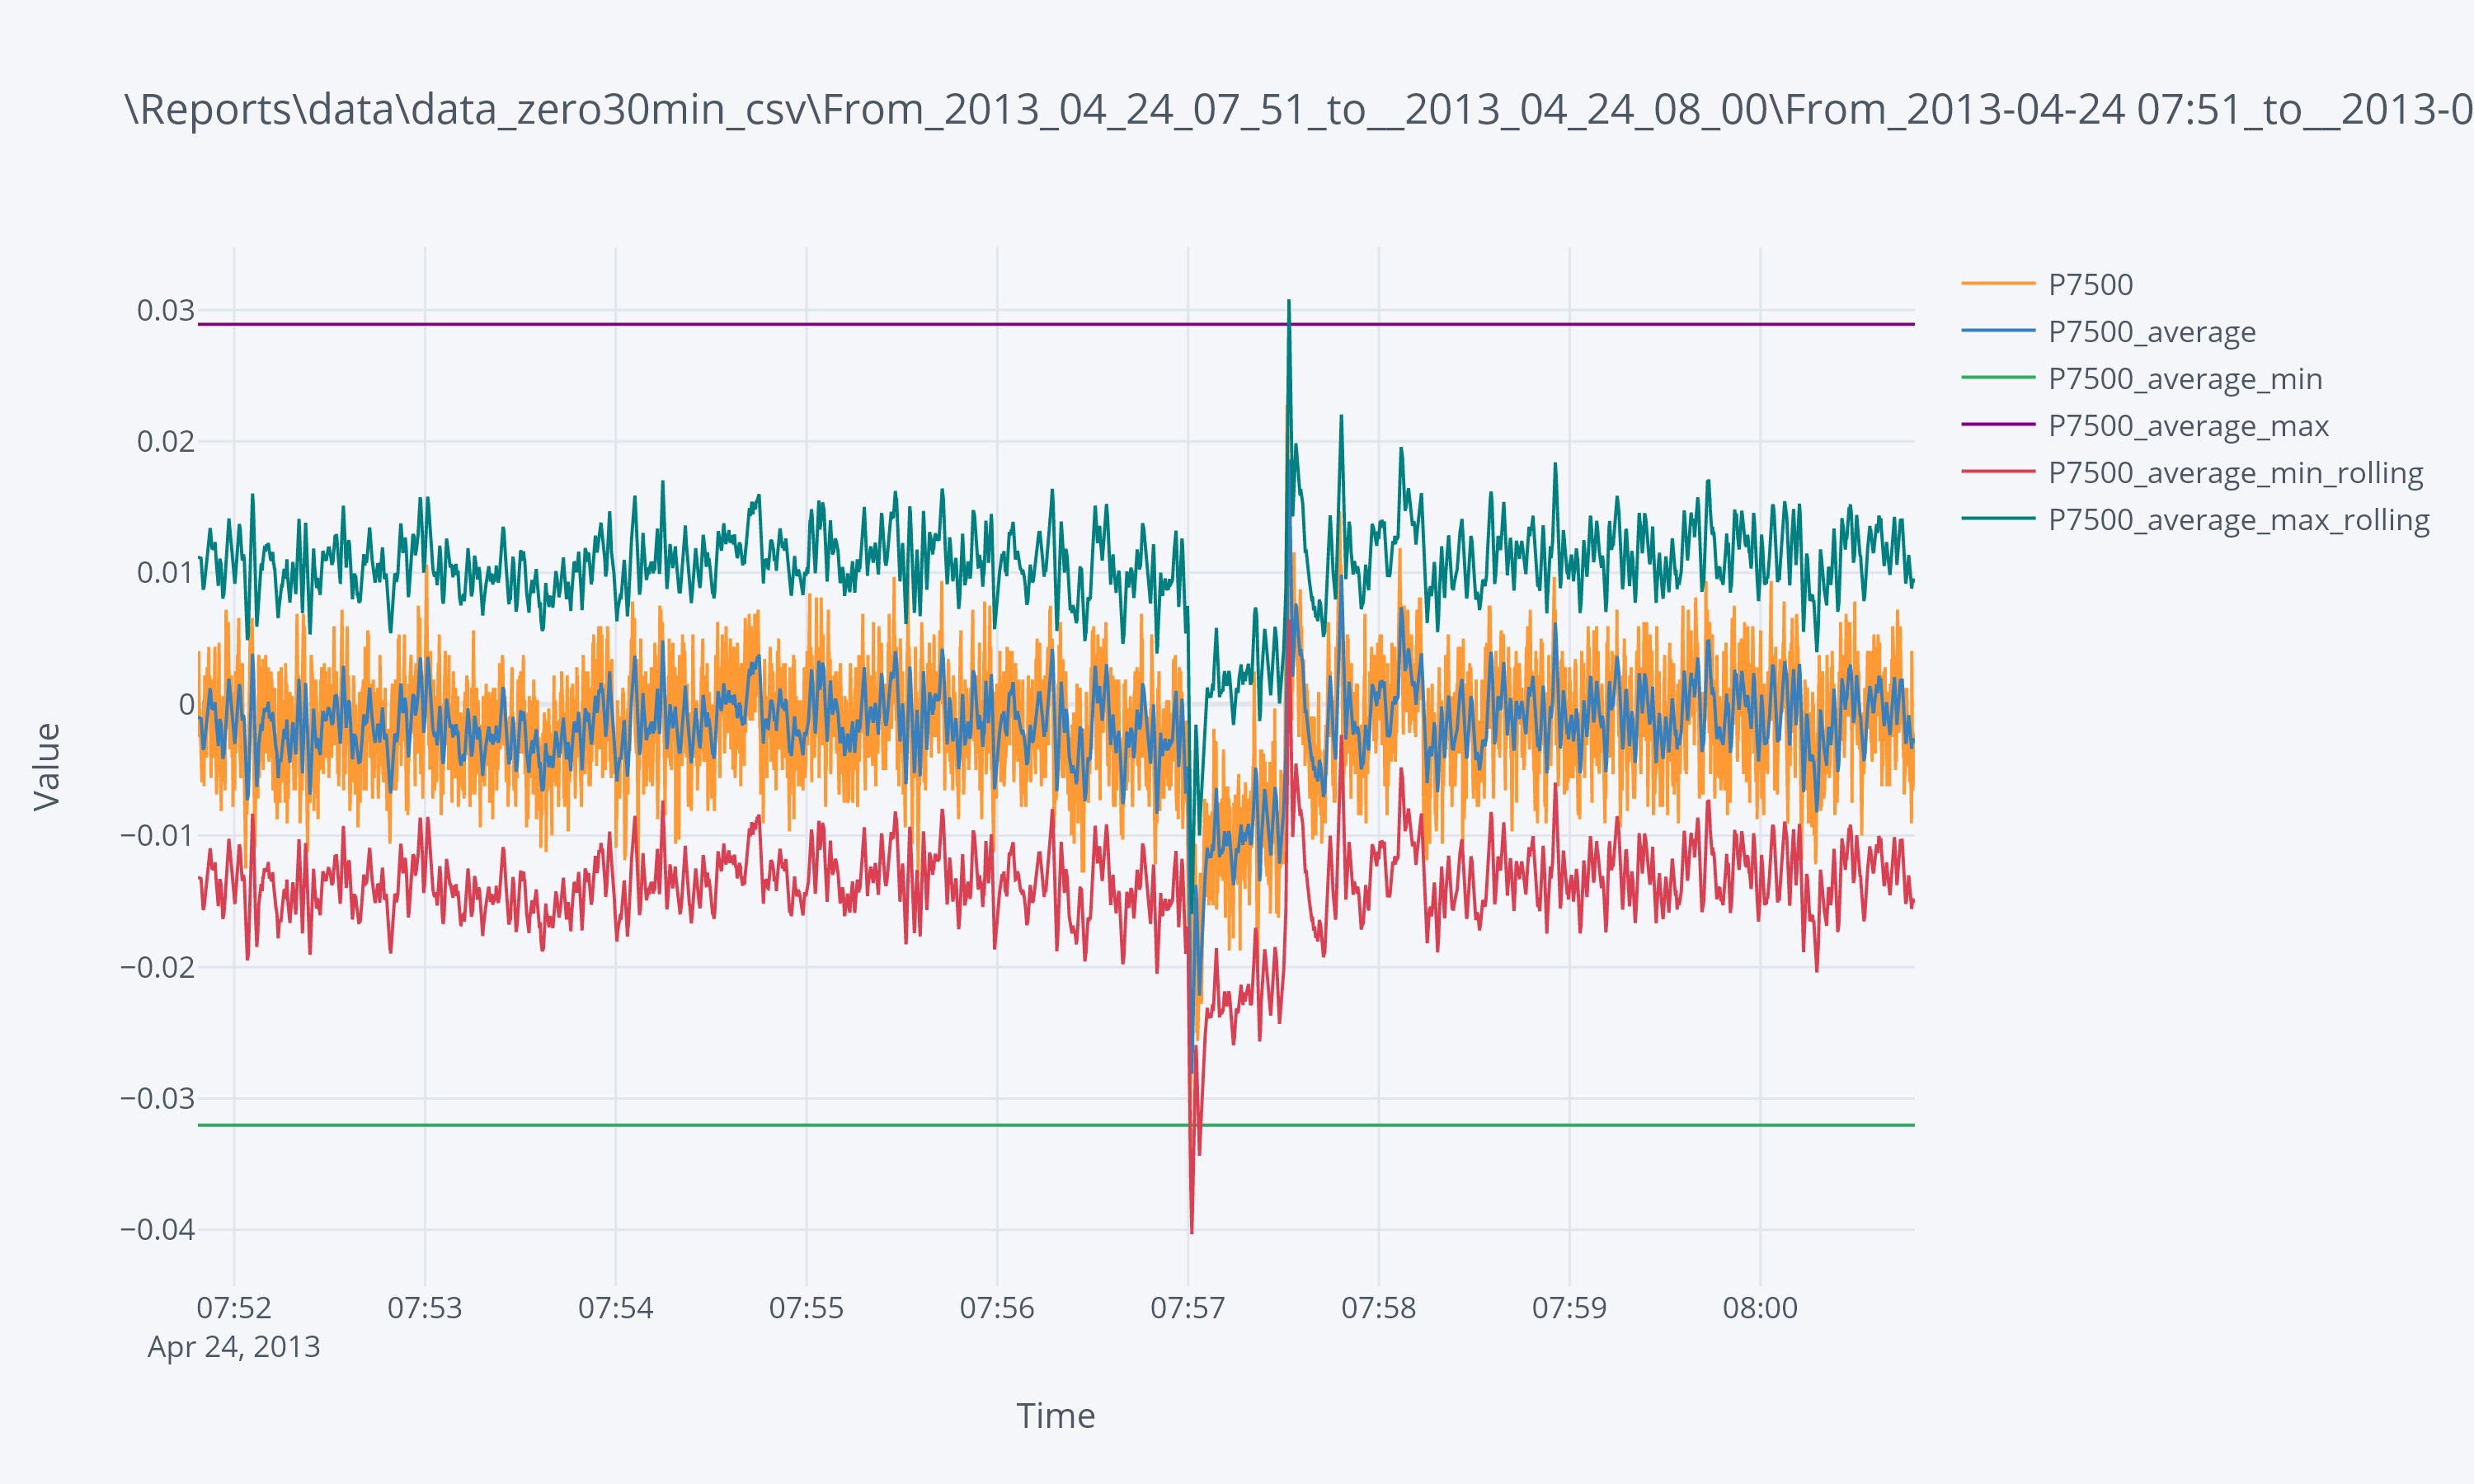 \Reports\data\data_zero30min_csv\From_2013_04_24_07_51_to__2013_04_24_08_00\From_2013-04-24 07:51_to__2013-0
P7500
P7500_average
P7500_average_min
P7500_average_max
P7500_average_min_rolling
P7500_average_max_rolling
0.03
0.02
0.01
0
−0.01
−0.02
−0.03
−0.04
Value
07:52 07:53 07:54 07:55 07:56 07:57 07:58 07:59 08:00
Apr 24, 2013
Time